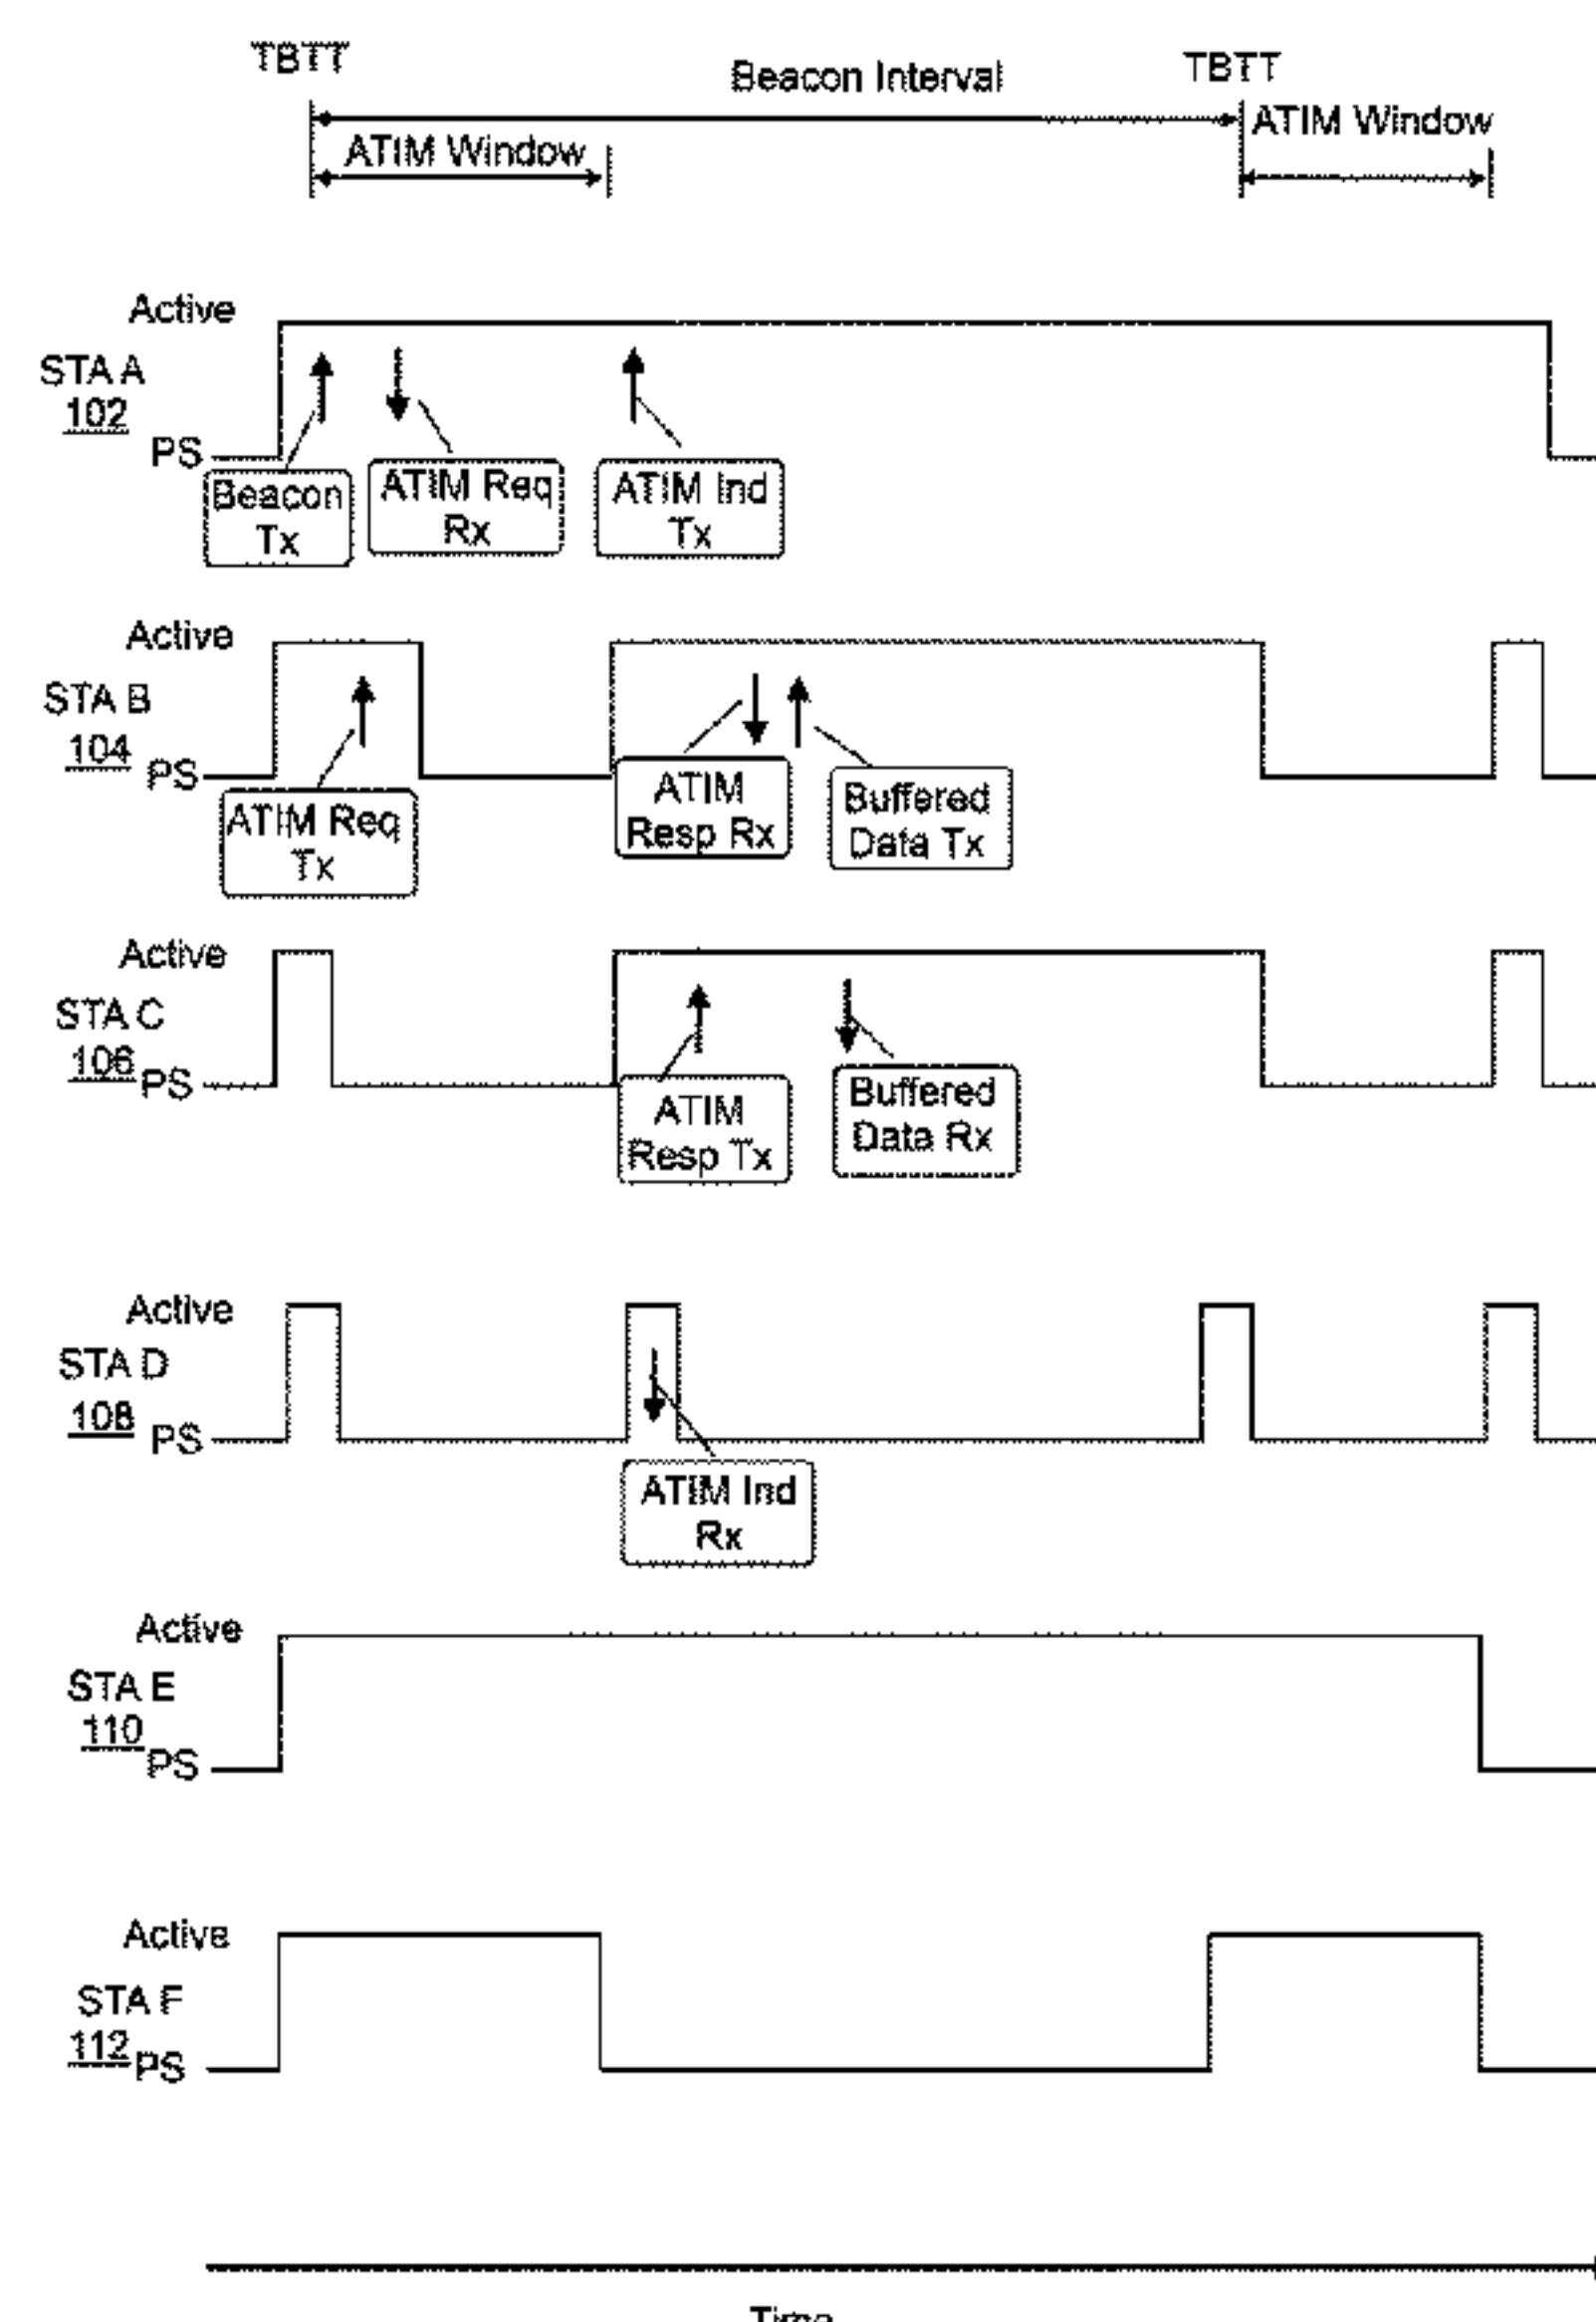 TBTT
Beacon Interval
TBTT
ATIM Window
ATIM Window
Active
STA A
102
PS
Beacon
Tx
ATIM Req
Rx
ATIM Ind
Tx
Active
STA B
104
PS
ATIM Req
Tx
ATIM
Resp Rx
Buffered
Data Tx
Active
STA C
106
PS
ATIM
Resp Tx
Buffered
Data Rx
Active
STA D
108
PS
ATIM Ind
Rx
Active
STA E
110
PS
Active
STA F
112
PS
Time